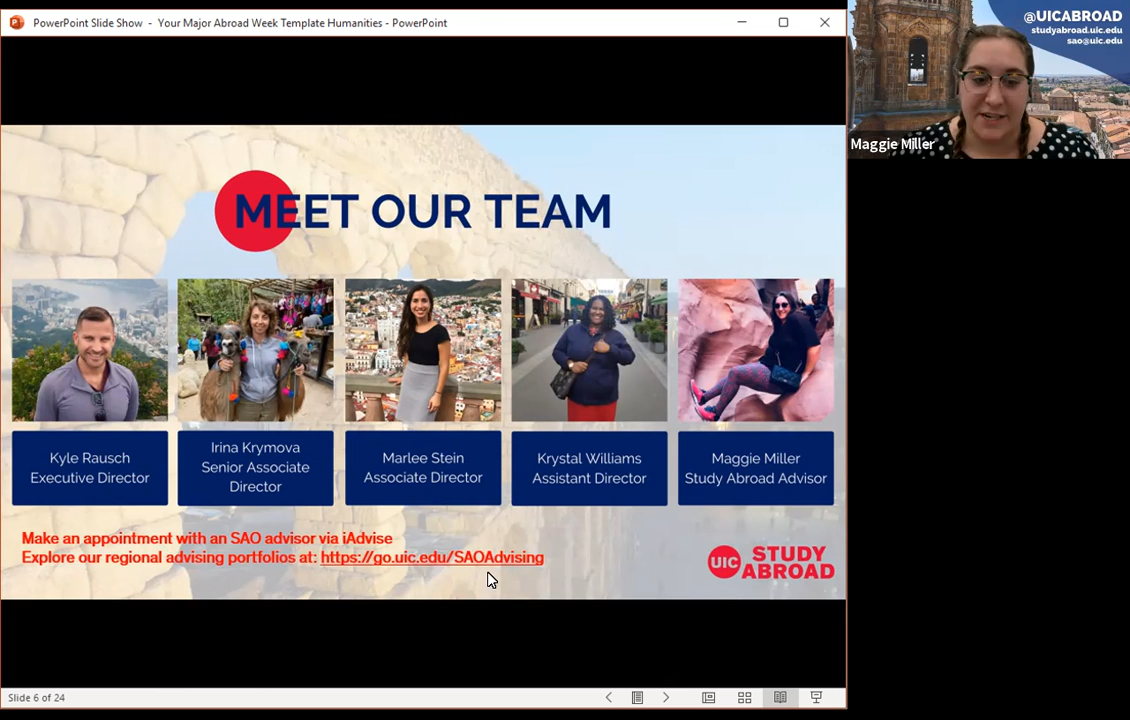 PowerPoint Slide Show - Your Major Abroad Week Template Humanities - PowerPoint
@UICABROAD
studyabroad.uic.edu
sao@uic.edu
Maggie Miller
MEET OUR TEAM
Kyle Rausch
Executive Director
Irina Krymova
Senior Associate
Director
Marlee Stein
Associate Director
Krystal Williams
Assistant Director
Maggie Miller
Study Abroad Advisor
Make an appointment with an SAO advisor via iAdvise
Explore our regional advising portfolios at: https://go.uic.edu/SAOAdvising
UIC STUDY
ABROAD
Slide 6 of 24